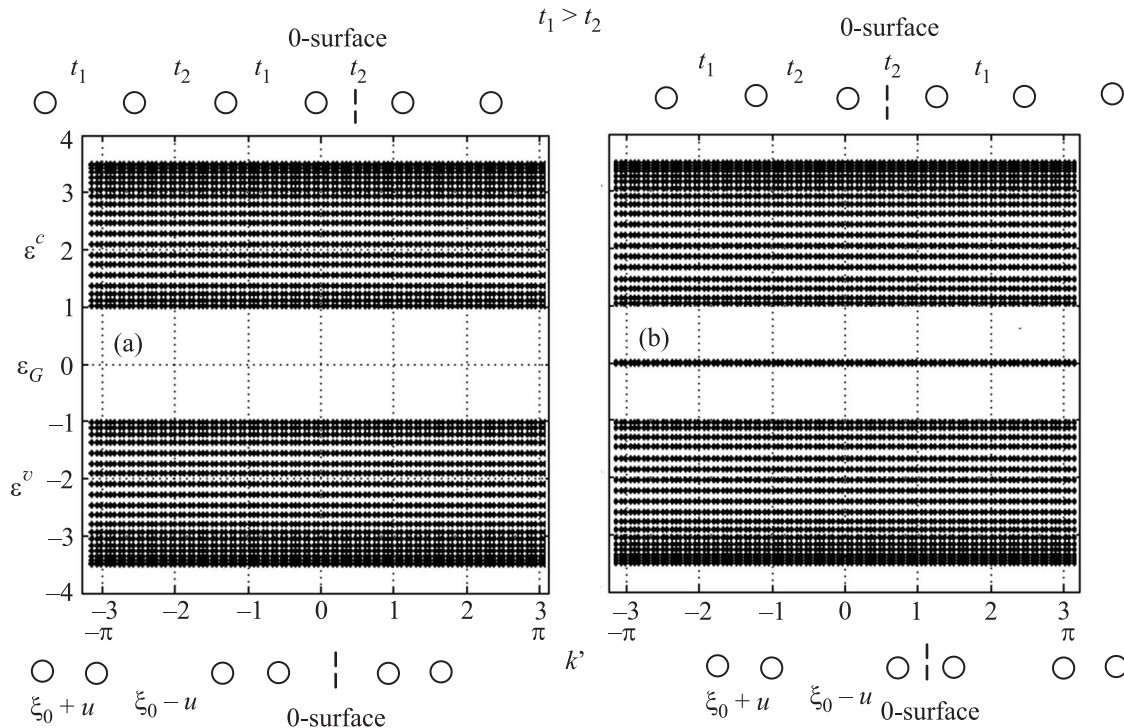 t₁ > t₂
0-surface
t₁ t₂ t₁ t₂
0-surface
t₁ t₂ t₂ t₁
4
3
εᶜ 2
1
(a)
ε_G 0
–1
εᵛ –2
–3
–4
–3 –2 –1 0 1 2 3
–π π
(b)
–3 –2 –1 0 1 2 3
–π π
k'
ξ₀ + u ξ₀ – u
0-surface
ξ₀ + u ξ₀ – u
0-surface